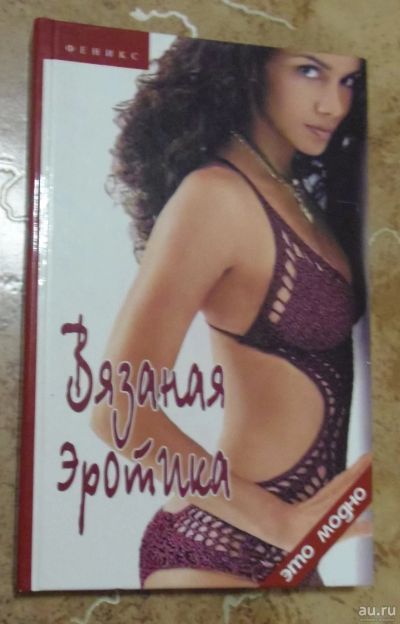 ФЕНИКС
Вязаная
эротика
это модно
au.ru